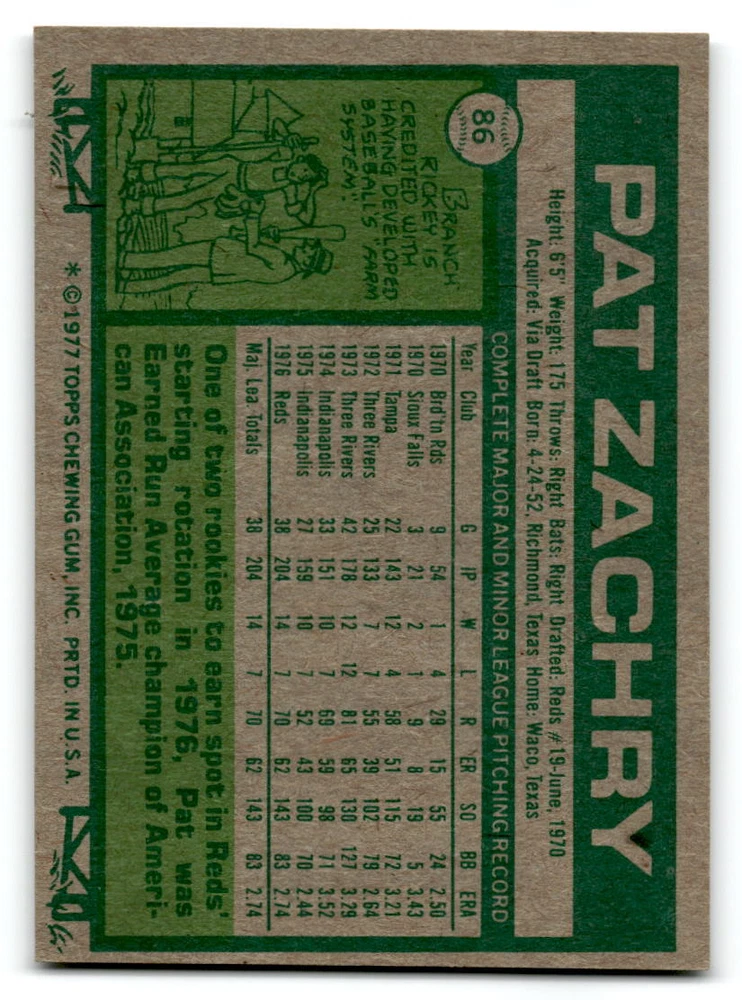 86
PAT ZACHRY
Height: 6'5" Weight: 175 Throws: Right Bats: Right Drafted: Reds #19-June, 1970
Acquired: Via Draft Born: 4-24-52, Richmond, Texas Home: Waco, Texas
BRANCH
RICKEY IS
CREDITED WITH
HAVING DEVELOPED
BASEBALL'S "FARM
SYSTEM".
COMPLETE MAJOR AND MINOR LEAGUE PITCHING RECORD
Year Club G IP W L R ER SO BB ERA
1970 Brd'tn Rds 9 54 1 4 29 15 55 24 2.50
1970 Sioux Falls 3 21 2 1 9 8 19 5 3.43
1971 Tampa 22 143 12 4 58 51 115 72 3.21
1972 Three Rivers 25 133 7 7 55 39 102 79 2.64
1973 Three Rivers 42 178 12 12 81 65 130 127 3.29
1974 Indianapolis 33 151 10 7 69 59 98 71 3.52
1975 Indianapolis 27 159 10 7 52 43 100 70 2.44
1976 Reds 38 204 14 7 70 62 143 83 2.74
Maj. Lea. Totals 38 204 14 7 70 62 143 83 2.74
One of two rookies to earn spot in Reds'
starting rotation in 1976, Pat was
Earned Run Average champion of Ameri-
can Association, 1975.
* © 1977 TOPPS CHEWING GUM, INC. PRTD. IN U.S.A.